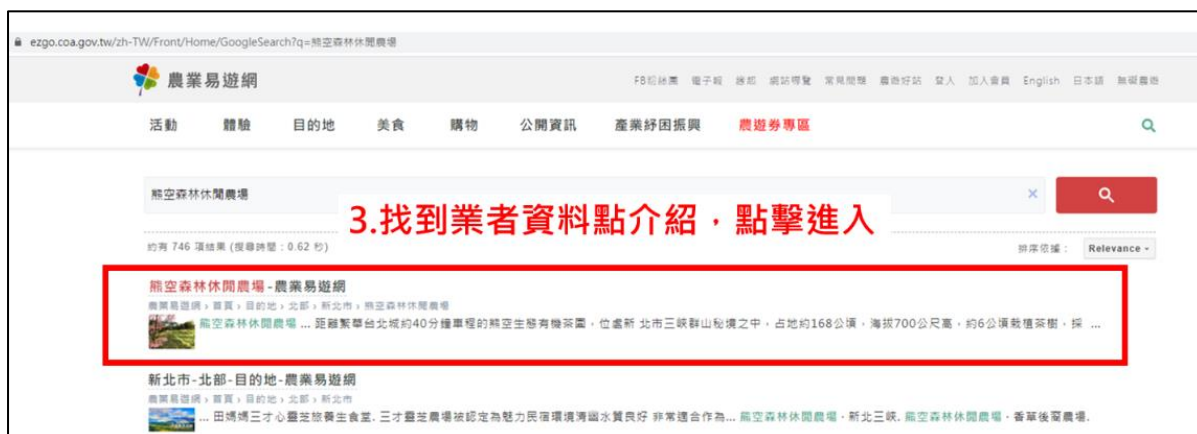 ezgo.coa.gov.tw/zh-TW/Front/Home/GoogleSearch?q=熊空森林休閒農場
農業易遊網
FB粉絲團 電子報 總部 網站導覽 常見問題 農遊好站 登入 加入會員 English 日本語 無礙農遊
活動 體驗 目的地 美食 購物 公開資訊 產業紓困振興 農遊券專區
熊空森林休閒農場
3.找到業者資料點介紹，點擊進入
約有 746 項結果 (搜尋時間：0.62 秒)
排序依據： Relevance
熊空森林休閒農場-農業易遊網
農業易遊網 › 首頁 › 目的地 › 北部 › 新北市 › 熊空森林休閒農場
熊空森林休閒農場 ... 距離繁華台北城約40分鐘車程的熊空生態有機茶園，位處新 北市三峽群山秘境之中，占地約168公頃，海拔700公尺高，約6公頃栽植茶樹，採 ...
新北市-北部-目的地-農業易遊網
農業易遊網 › 首頁 › 目的地 › 北部 › 新北市
... 田媽媽三才心靈芝旅養生食堂. 三才靈芝農場被認定為魅力民宿環境清幽水質良好 非常適合作為... 熊空森林休閒農場 · 新北三峽. 熊空森林休閒農場 · 香草後花園農場.